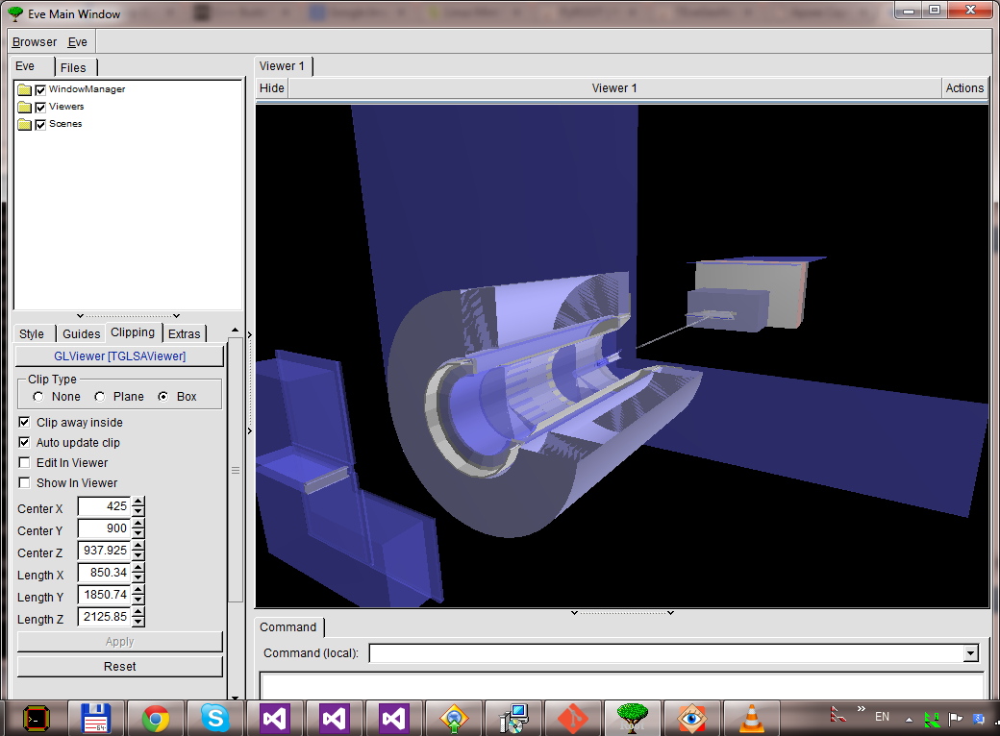 Eve Main Window
Browser Eve
Eve Files
WindowManager
Viewers
Scenes
Style Guides Clipping Extras
GLViewer [TGLSAViewer]
Clip Type
None Plane Box
Clip away inside
Auto update clip
Edit In Viewer
Show In Viewer
Center X 425
Center Y 900
Center Z 937.925
Length X 850.34
Length Y 1850.74
Length Z 2125.85
Apply
Reset
Viewer 1
Hide Viewer 1 Actions
Command
Command (local):
64
S
EN